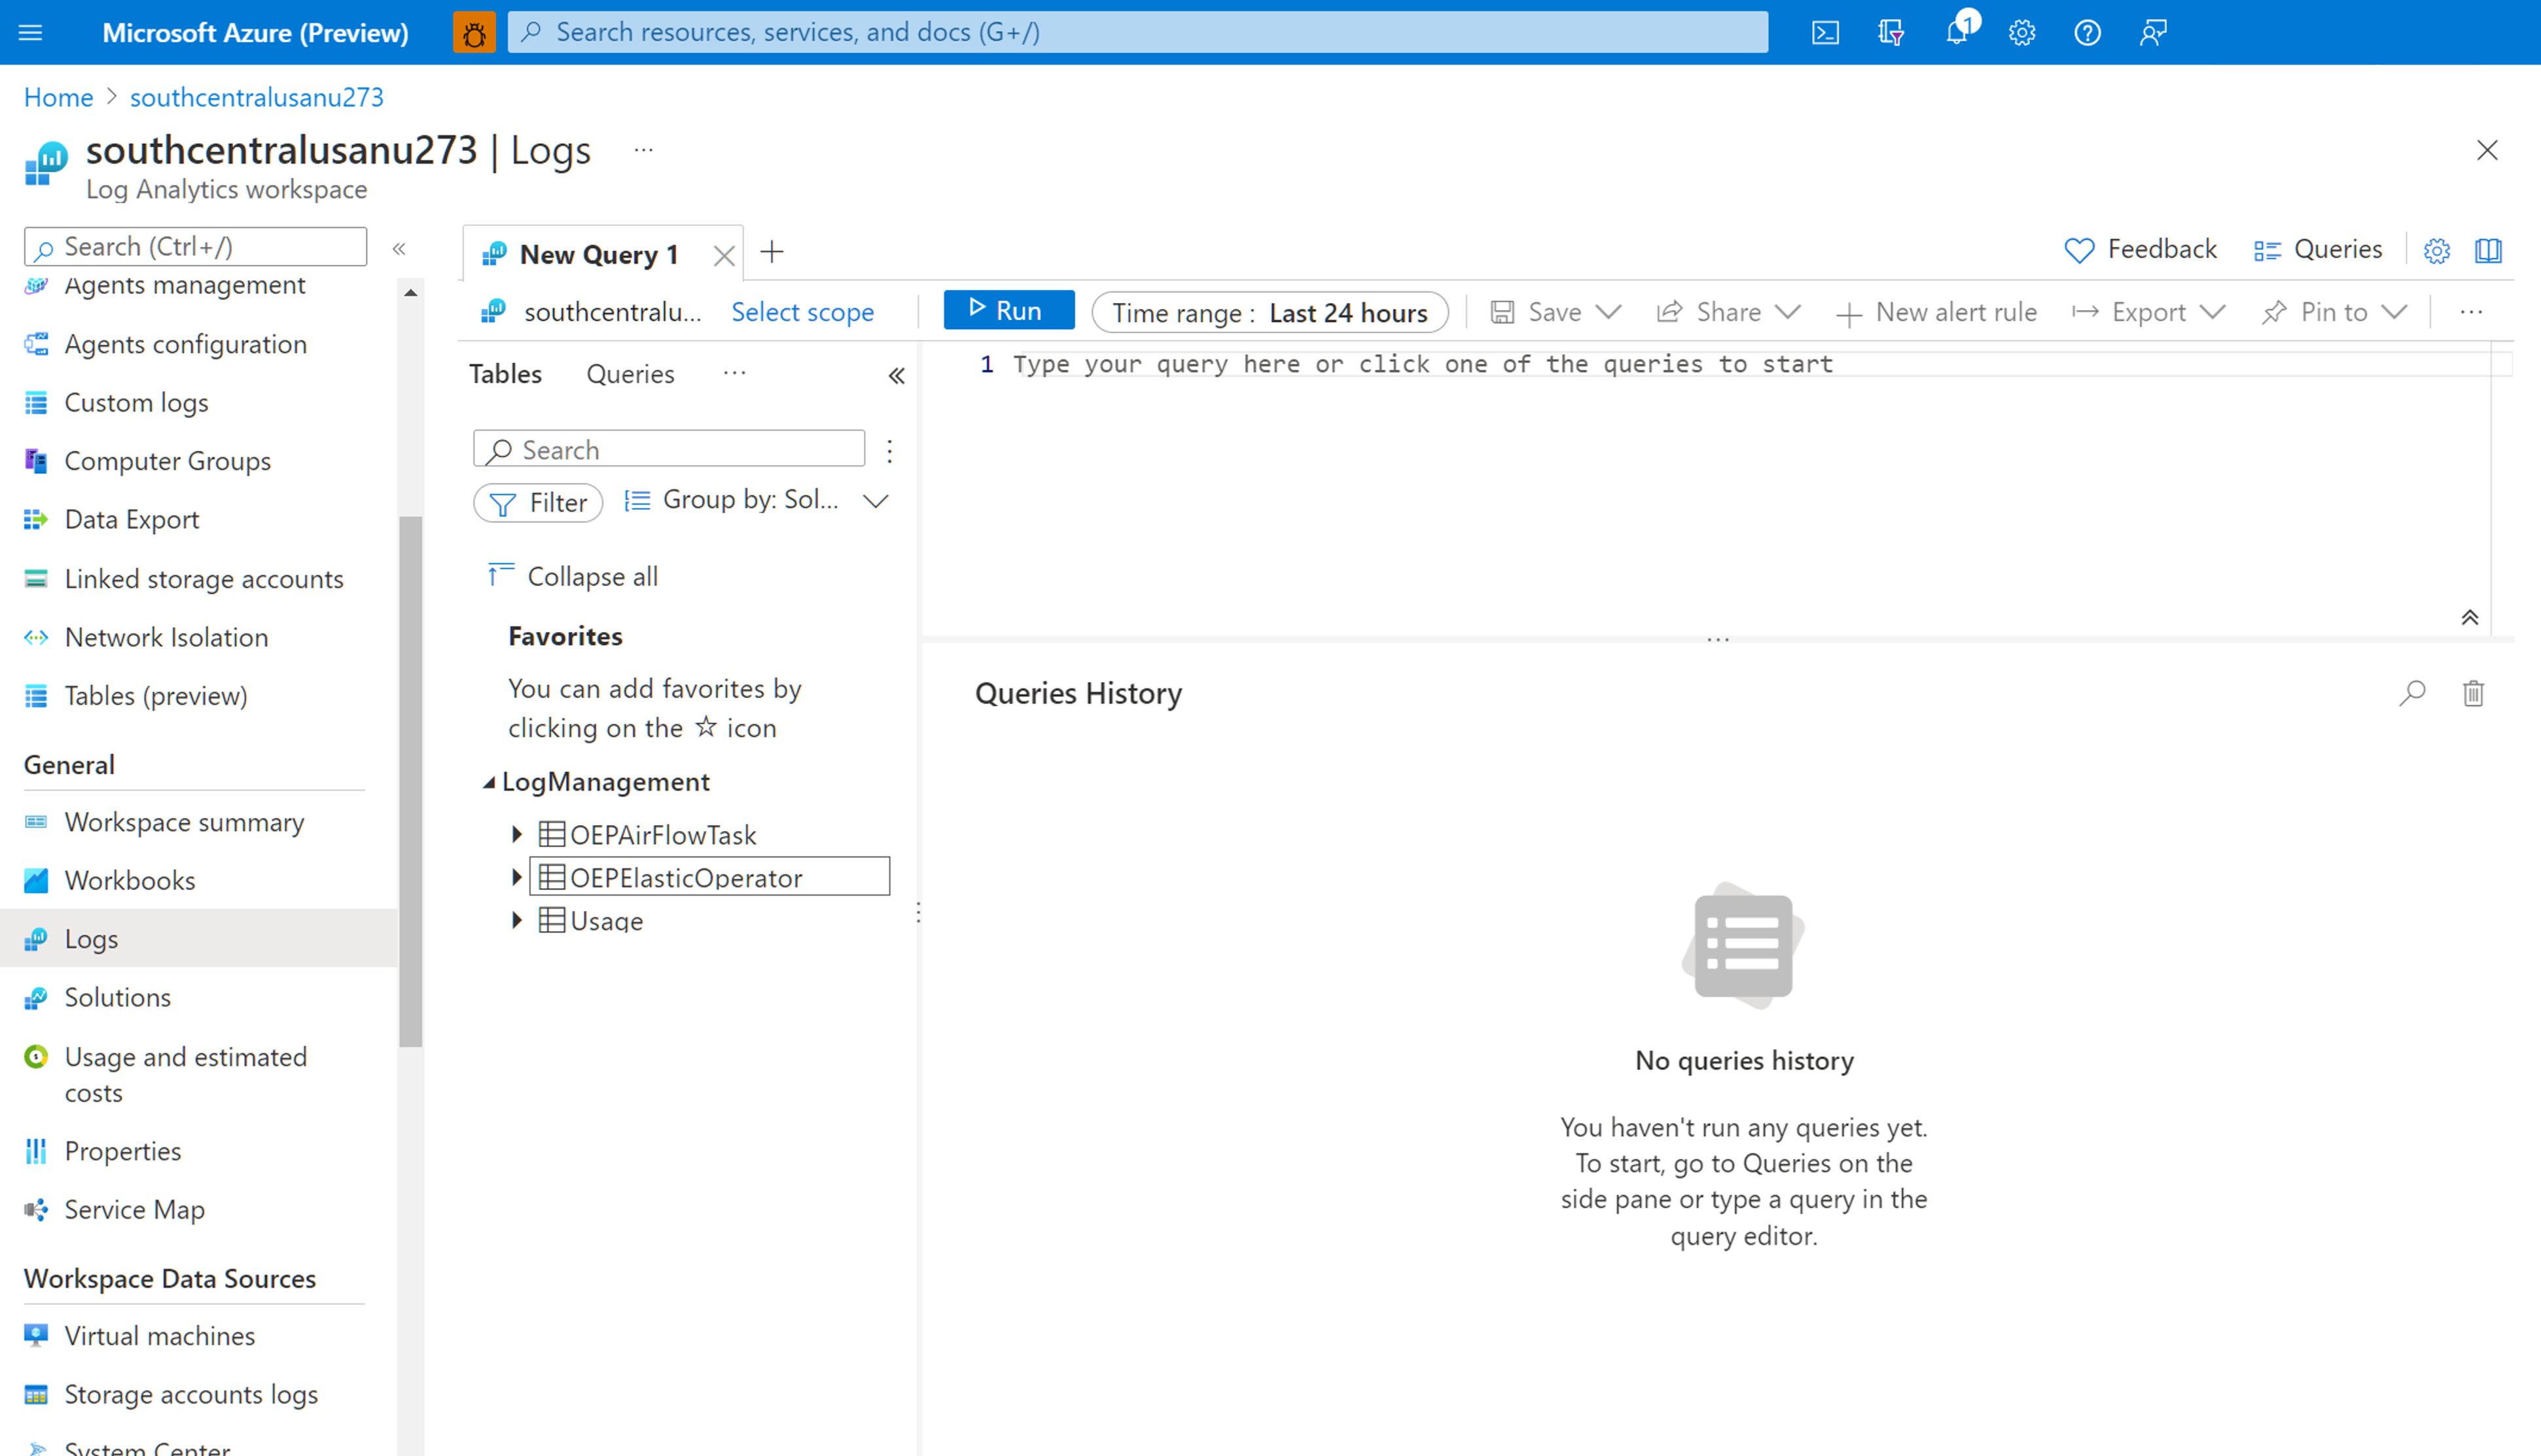 Microsoft Azure (Preview)
Search resources, services, and docs (G+/)
1
Home > southcentralusanu273
southcentralusanu273 | Logs ...
Log Analytics workspace
Search (Ctrl+/)
«
Agents management
Agents configuration
Custom logs
Computer Groups
Data Export
Linked storage accounts
Network Isolation
Tables (preview)
General
Workspace summary
Workbooks
Logs
Solutions
Usage and estimated
costs
Properties
Service Map
Workspace Data Sources
Virtual machines
Storage accounts logs
System Center
New Query 1
Feedback
Queries
southcentralu...
Select scope
Run
Time range : Last 24 hours
Save
Share
New alert rule
Export
Pin to
...
Tables
Queries
...
«
Search
Filter
Group by: Sol...
Collapse all
Favorites
You can add favorites by
clicking on the ☆ icon
LogManagement
OEPAirFlowTask
OEPElasticOperator
Usage
1 Type your query here or click one of the queries to start
Queries History
No queries history
You haven't run any queries yet.
To start, go to Queries on the
side pane or type a query in the
query editor.